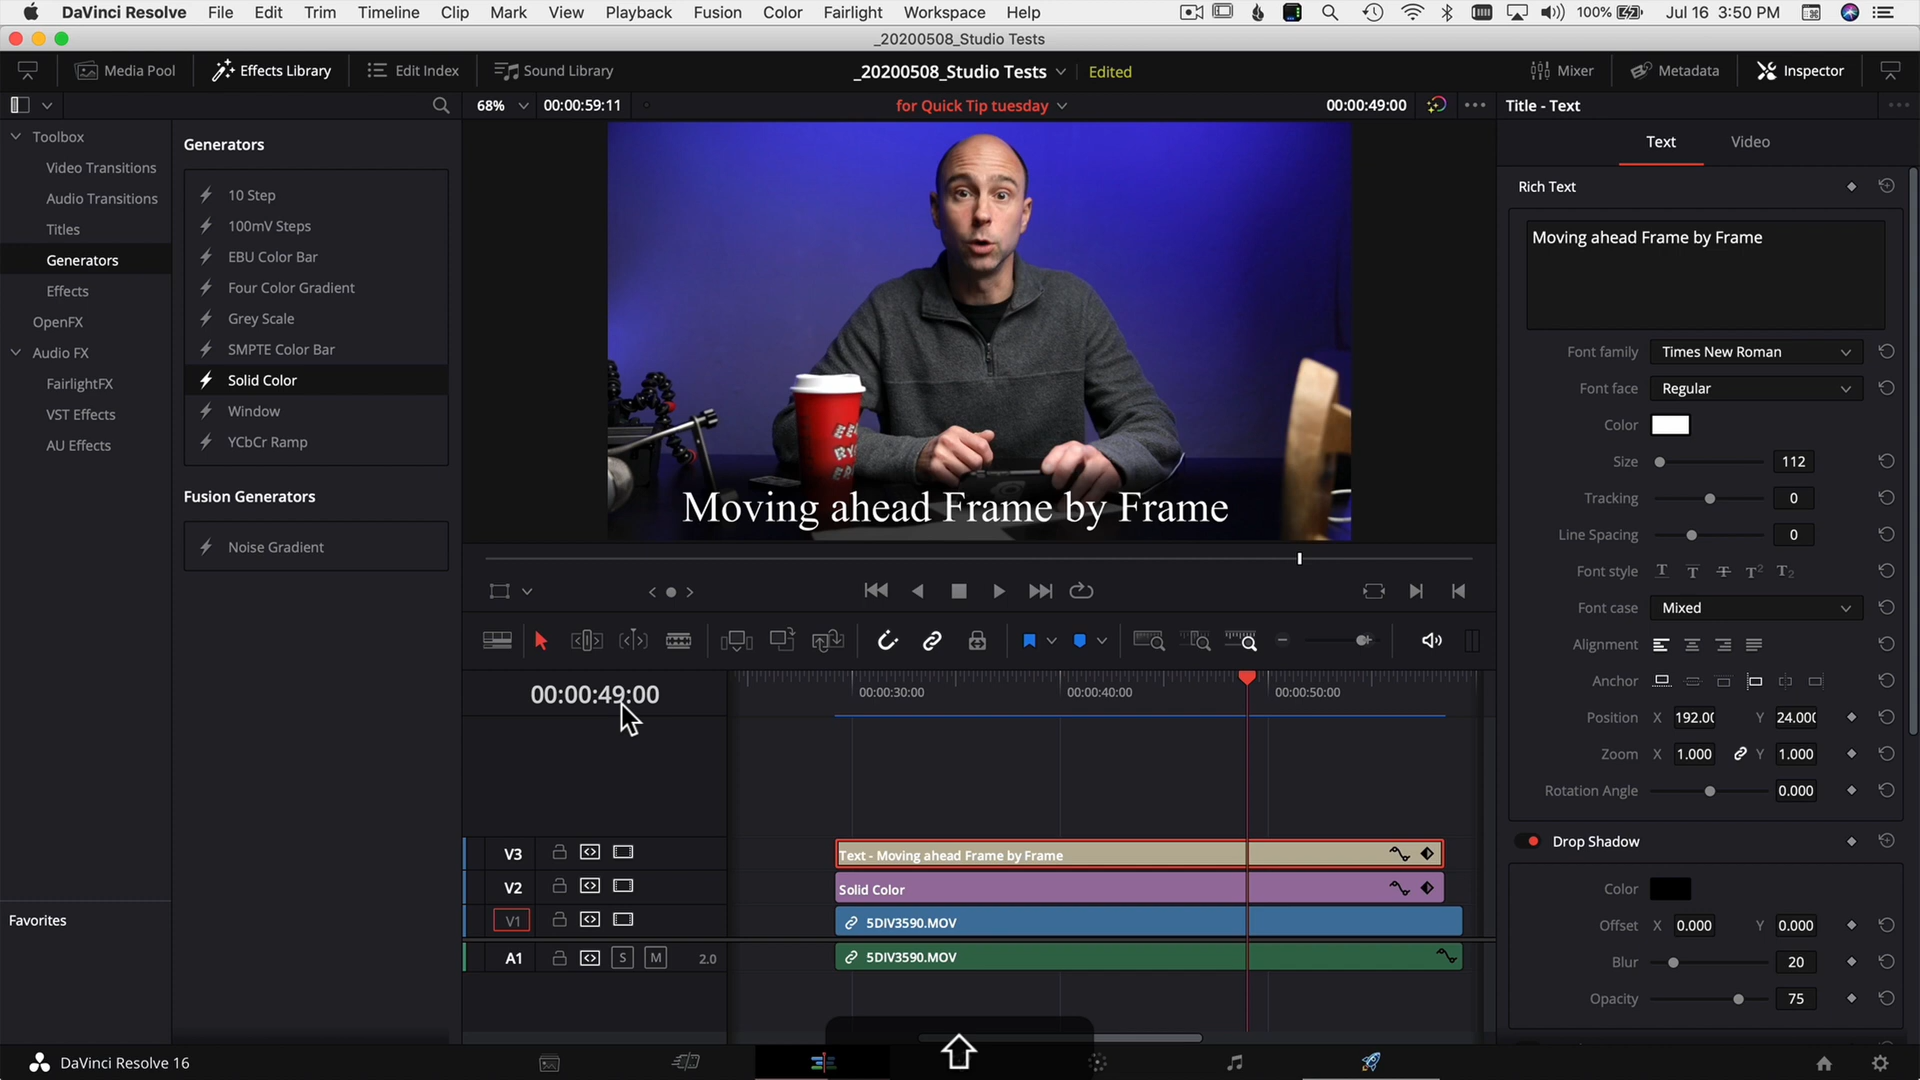 DaVinci Resolve File Edit Trim Timeline Clip Mark View Playback Fusion Color Fairlight Workspace Help 100% Jul 16 3:50 PM
_20200508_Studio Tests
Media Pool Effects Library Edit Index Sound Library _20200508_Studio Tests Edited Mixer Metadata Inspector
68% 00:00:59:11 for Quick Tip tuesday 00:00:49:00 Title - Text
Toolbox
Video Transitions
Audio Transitions
Titles
Generators
Effects
OpenFX
Audio FX
FairlightFX
VST Effects
AU Effects
Favorites
Generators
10 Step
100mV Steps
EBU Color Bar
Four Color Gradient
Grey Scale
SMPTE Color Bar
Solid Color
Window
YCbCr Ramp
Fusion Generators
Noise Gradient
Moving ahead Frame by Frame
00:00:49:00
00:00:30:00 00:00:40:00 00:00:50:00
V3 Text - Moving ahead Frame by Frame
V2 Solid Color
V1 5DIV3590.MOV
A1 S M 2.0 5DIV3590.MOV
Text Video
Rich Text
Moving ahead Frame by Frame
Font family Times New Roman
Font face Regular
Color
Size 112
Tracking 0
Line Spacing 0
Font style T T T T2 T2
Font case Mixed
Alignment
Anchor
Position X 192.00 Y 24.000
Zoom X 1.000 Y 1.000
Rotation Angle 0.000
Drop Shadow
Color
Offset X 0.000 Y 0.000
Blur 20
Opacity 75
DaVinci Resolve 16